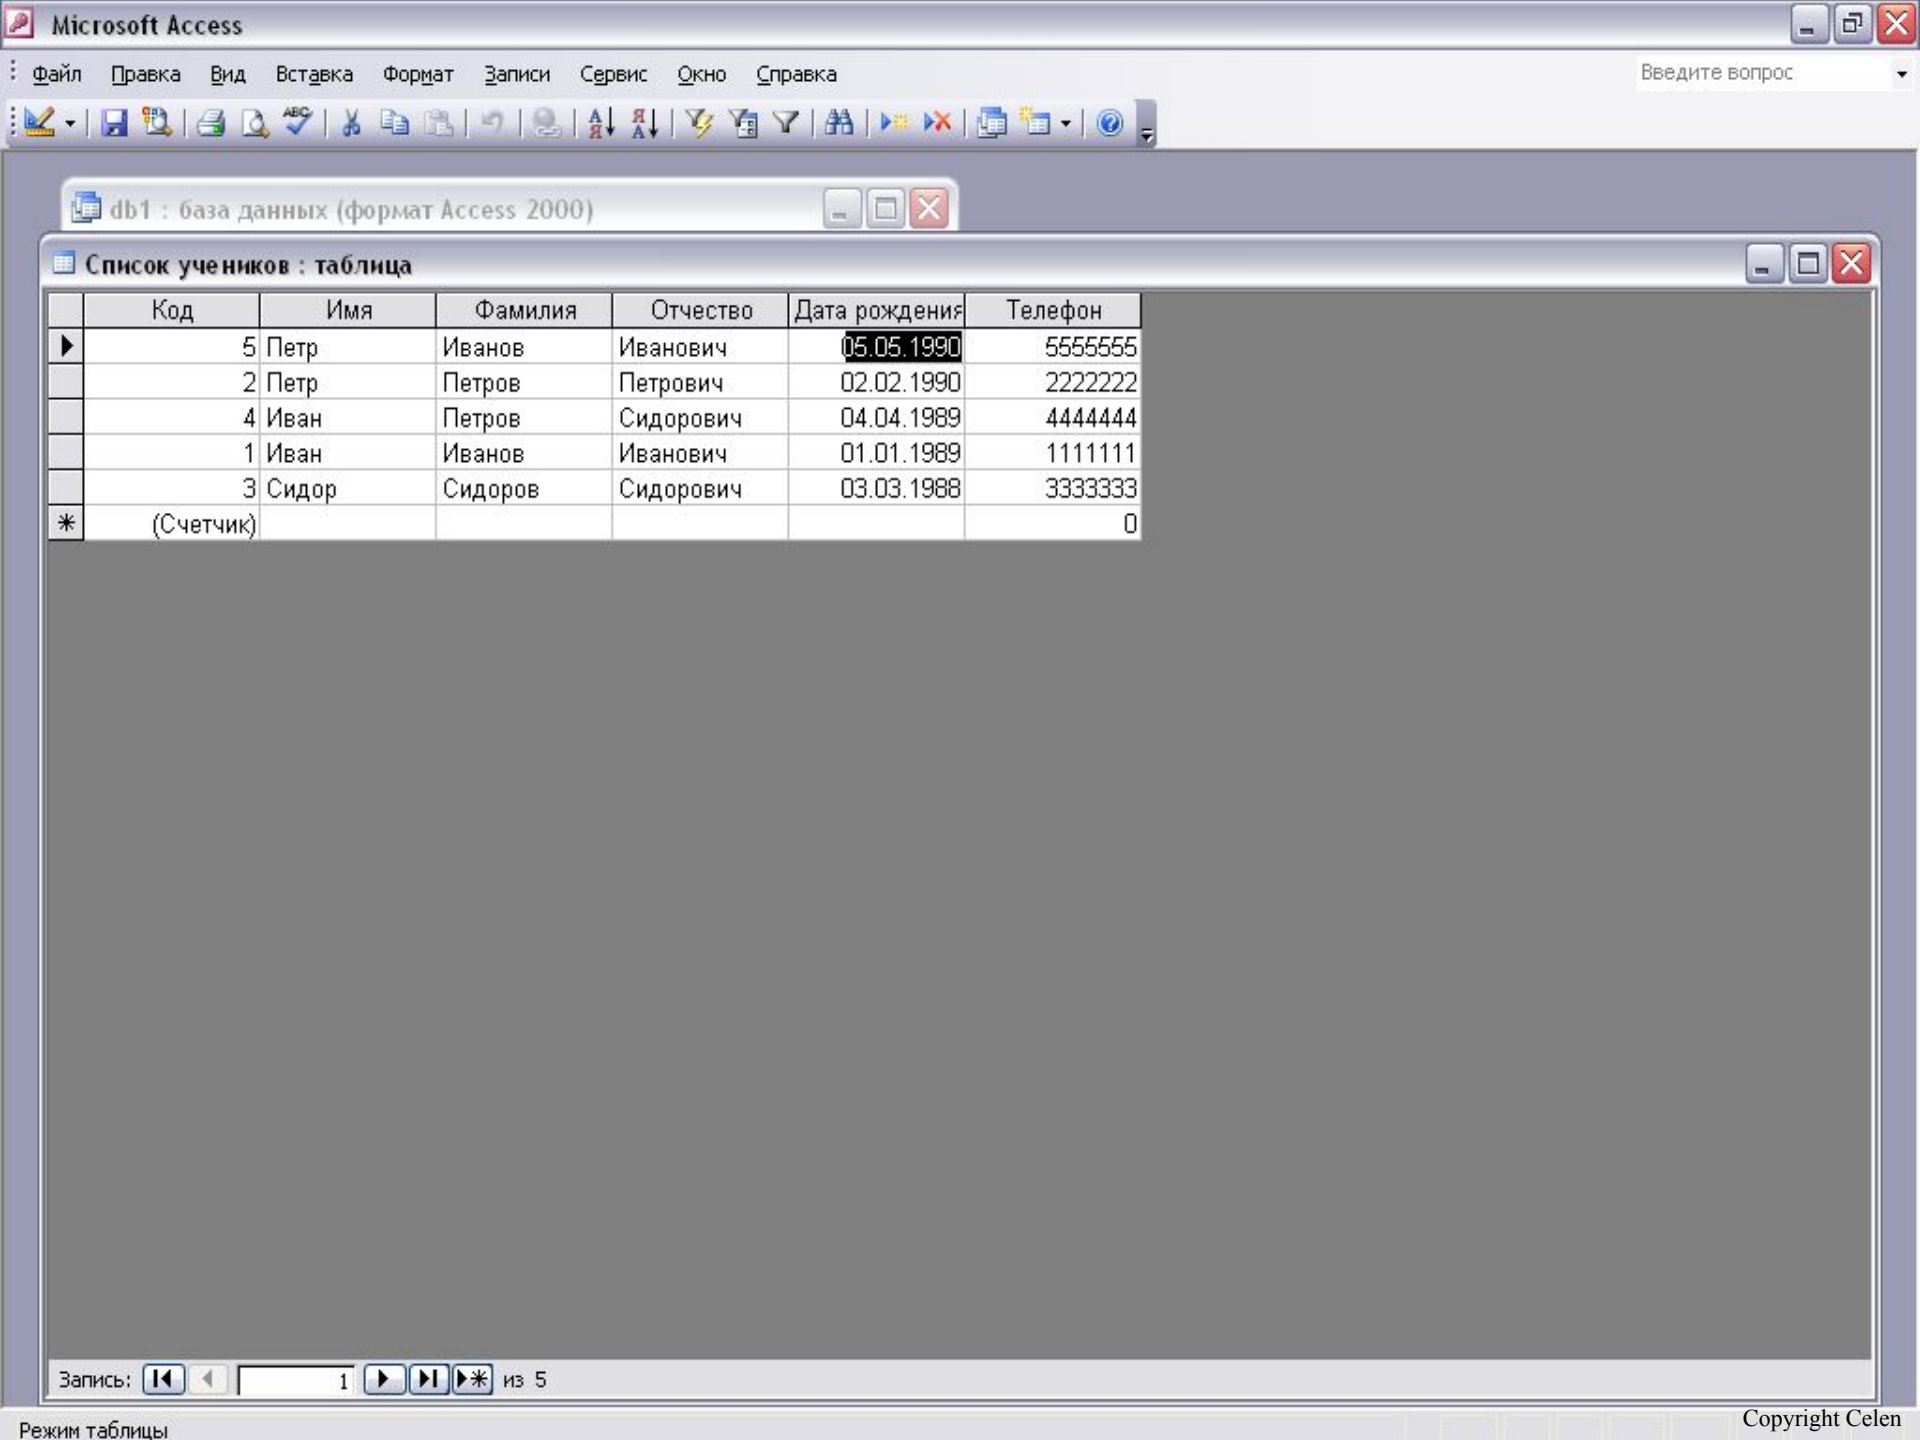 Microsoft Access
Файл Правка Вид Вставка Формат Записи Сервис Окно Справка Введите вопрос
db1 : база данных (формат Access 2000)
Список учеников : таблица
Код Имя Фамилия Отчество Дата рождения Телефон
5 Петр Иванов Иванович 05.05.1990 5555555
2 Петр Петров Петрович 02.02.1990 2222222
4 Иван Петров Сидорович 04.04.1989 4444444
1 Иван Иванов Иванович 01.01.1989 1111111
3 Сидор Сидоров Сидорович 03.03.1988 3333333
(Счетчик) 0
Запись: 1 из 5
Режим таблицы
Copyright Celen